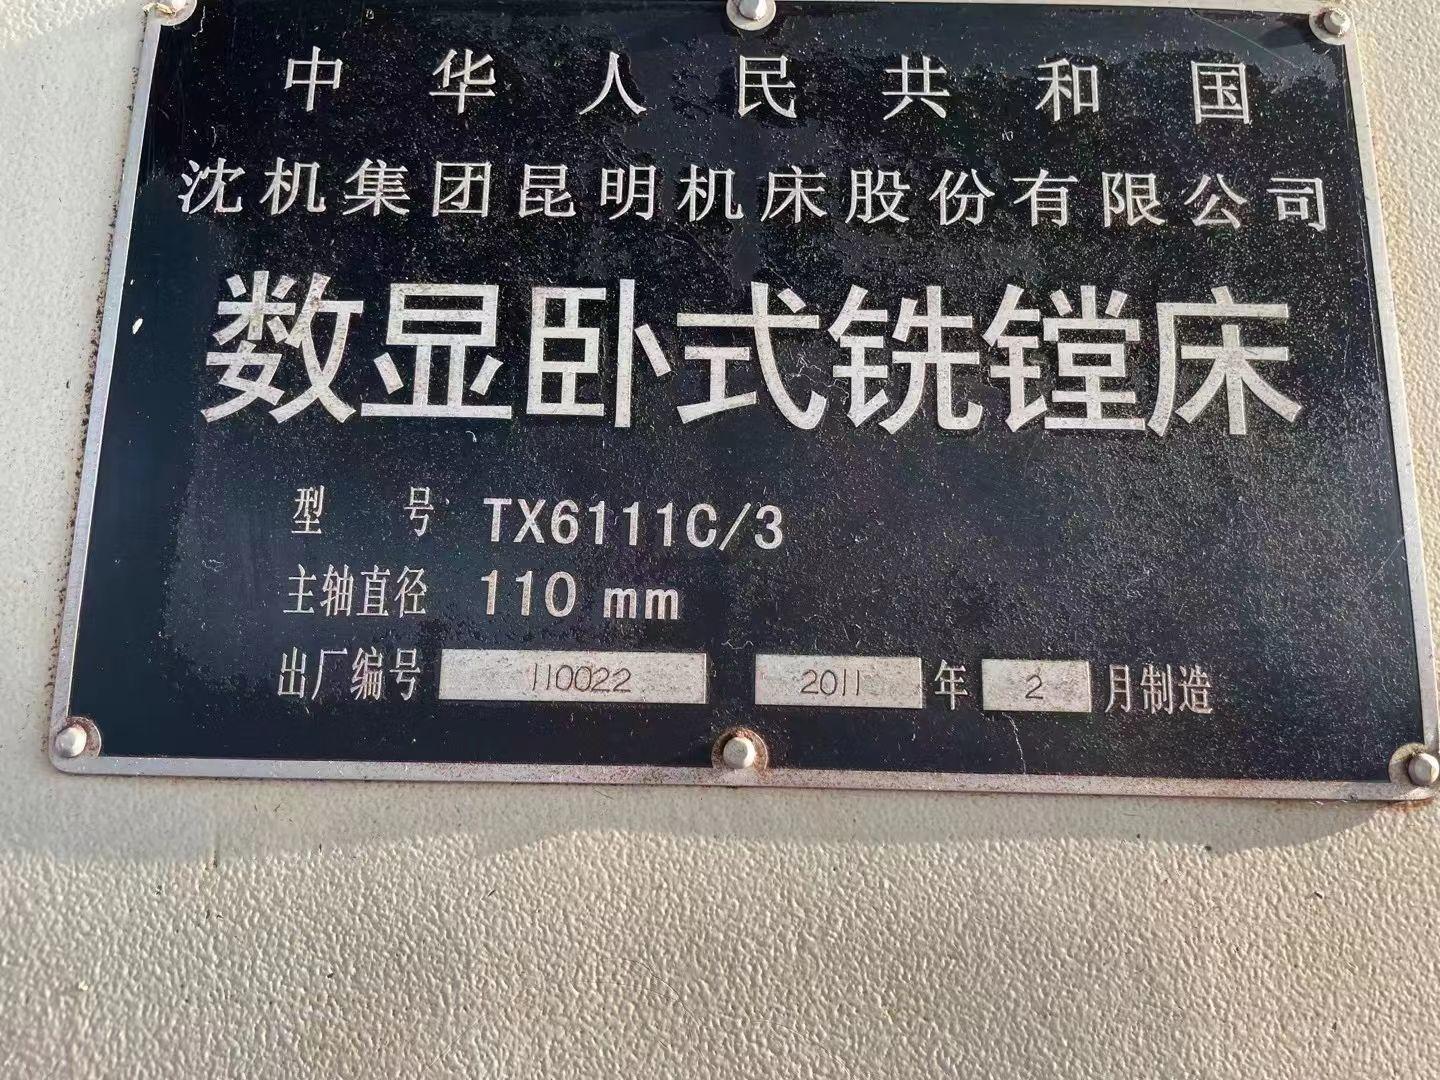 中华人民共和国
沈机集团昆明机床股份有限公司
数显卧式铣镗床
型 号 TX6111C/3
主轴直径 110 mm
出厂编号 110022 2011 年 2 月制造